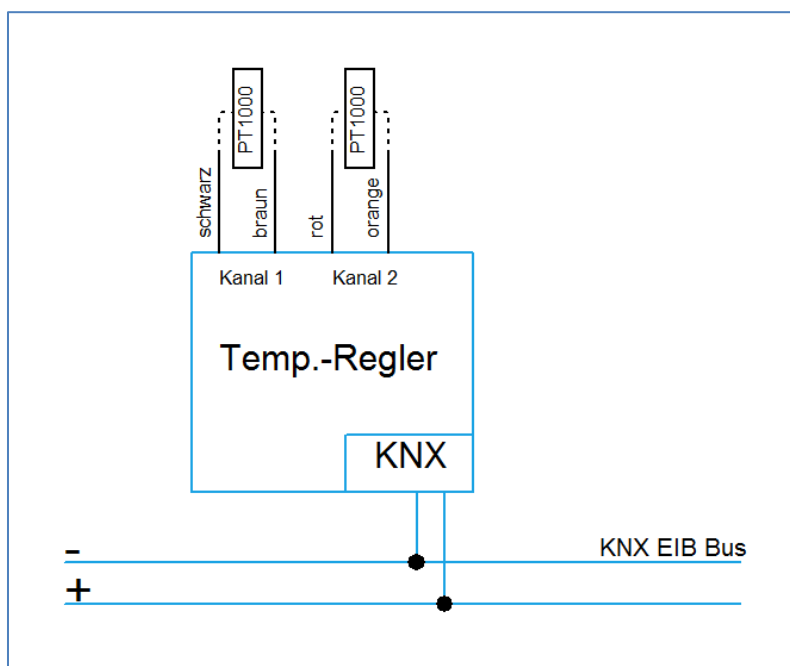 PT1000
PT1000
schwarz
braun
rot
orange
Kanal 1
Kanal 2
Temp.-Regler
KNX
-
KNX EIB Bus
+